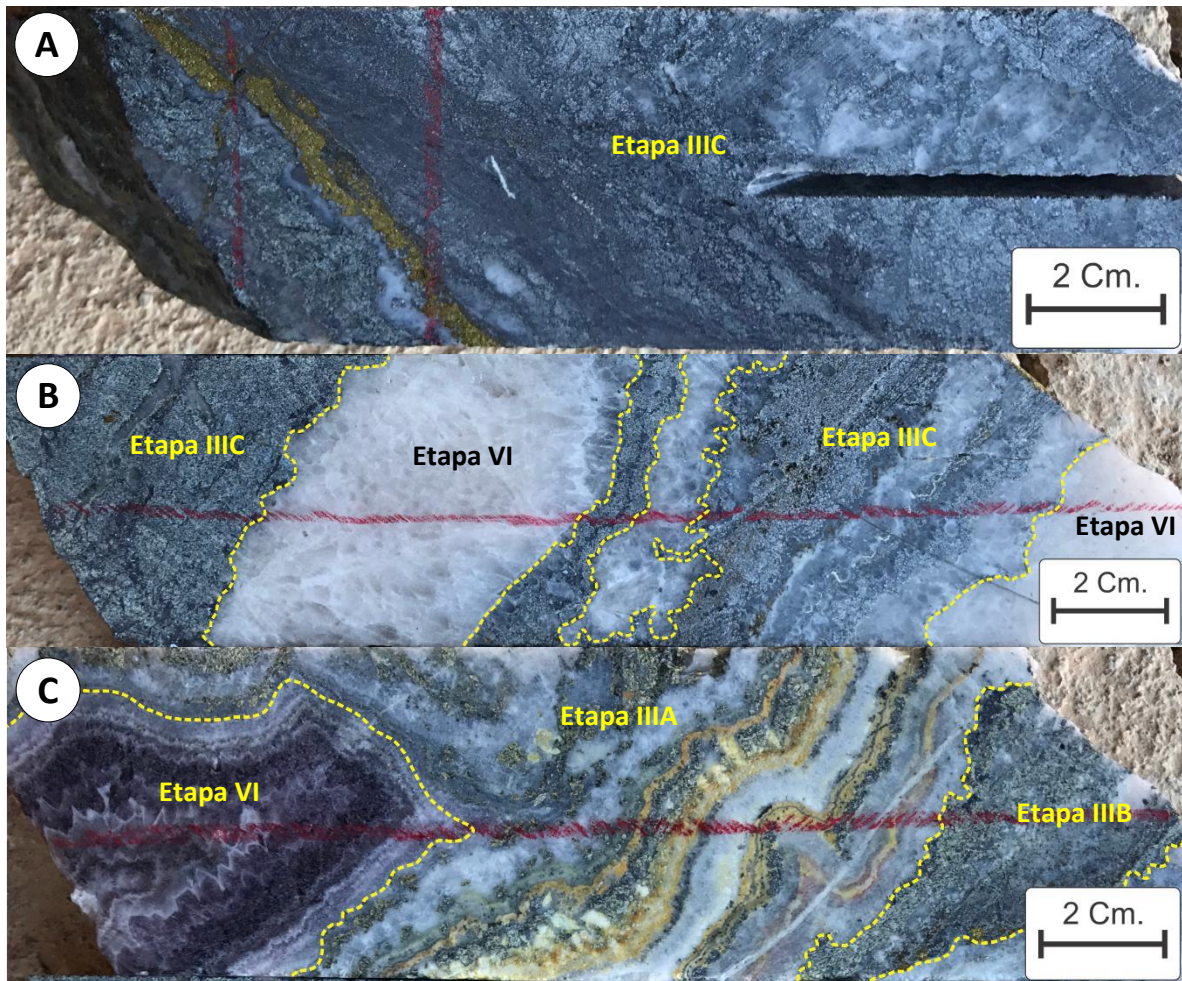 A
Etapa IIIC
2 Cm.
B
Etapa IIIC
Etapa VI
Etapa IIIC
Etapa VI
2 Cm.
C
Etapa IIIA
Etapa VI
Etapa IIIB
2 Cm.